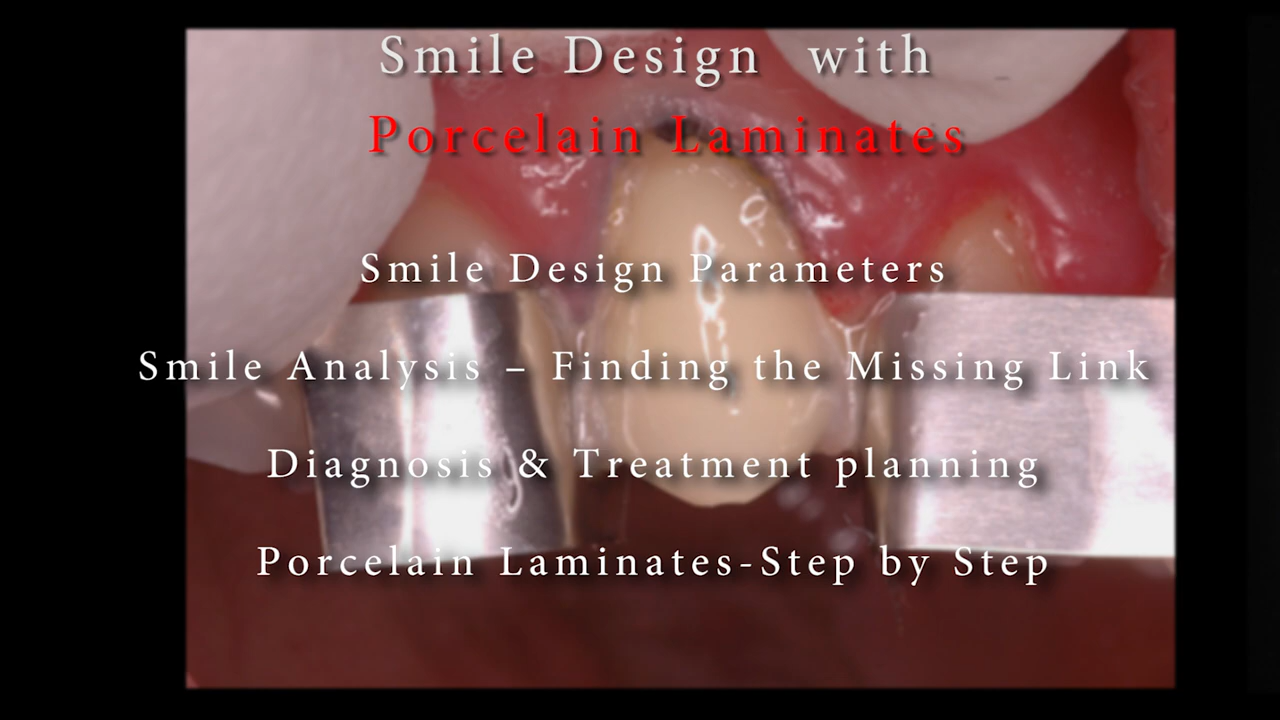 Smile Design with
Porcelain Laminates
Smile Design Parameters
Smile Analysis – Finding the Missing Link
Diagnosis & Treatment planning
Porcelain Laminates-Step by Step